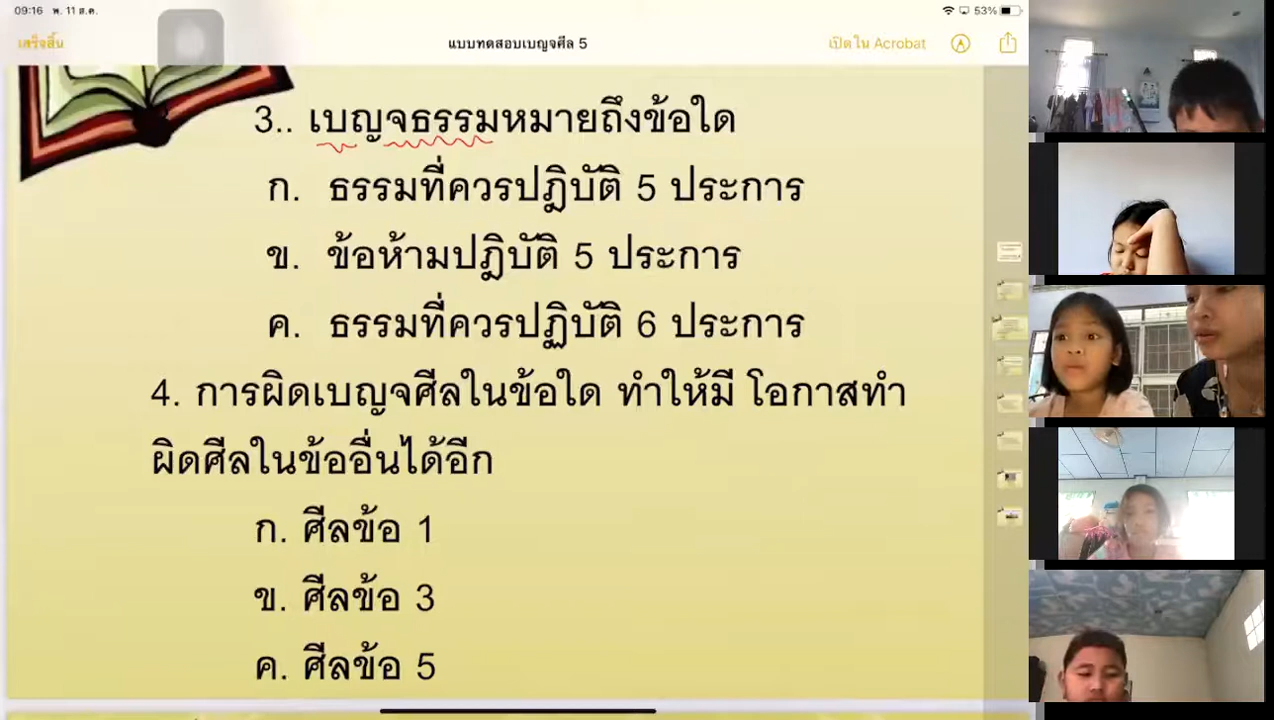 09:16 พ. 11 ส.ค.
53%
เสร็จสิ้น
แบบทดสอบเบญจศีล 5
เปิดใน Acrobat
3.. เบญจธรรมหมายถึงข้อใด
ก. ธรรมที่ควรปฎิบัติ 5 ประการ
ข. ข้อห้ามปฎิบัติ 5 ประการ
ค. ธรรมที่ควรปฏิบัติ 6 ประการ
4. การผิดเบญจศีลในข้อใด ทำให้มี โอกาสทำ
ผิดศีลในข้ออื่นได้อีก
ก. ศีลข้อ 1
ข. ศีลข้อ 3
ค. ศีลข้อ 5